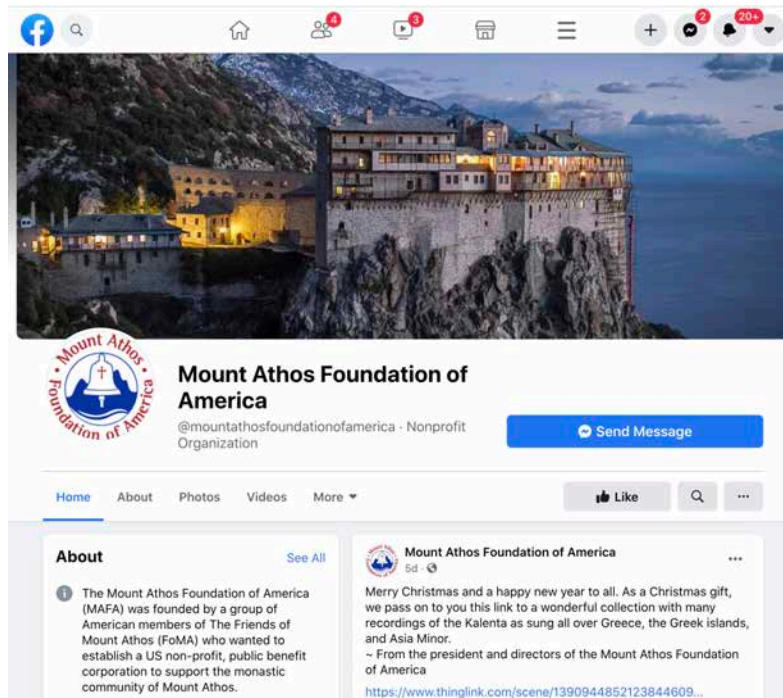 4
3
2
20+
Mount Athos
Foundation of America
Mount Athos Foundation of
America
@mountathosfoundationofamerica · Nonprofit
Organization
Send Message
Home
About
Photos
Videos
More
Like
About
See All
The Mount Athos Foundation of America
(MAFA) was founded by a group of
American members of The Friends of
Mount Athos (FoMA) who wanted to
establish a US non-profit, public benefit
corporation to support the monastic
community of Mount Athos.
Mount Athos Foundation of America
5d ·
Merry Christmas and a happy new year to all. As a Christmas gift,
we pass on to you this link to a wonderful collection with many
recordings of the Kalenta as sung all over Greece, the Greek islands,
and Asia Minor.
~ From the president and directors of the Mount Athos Foundation
of America
https://www.thinglink.com/scene/1390944852123844609...